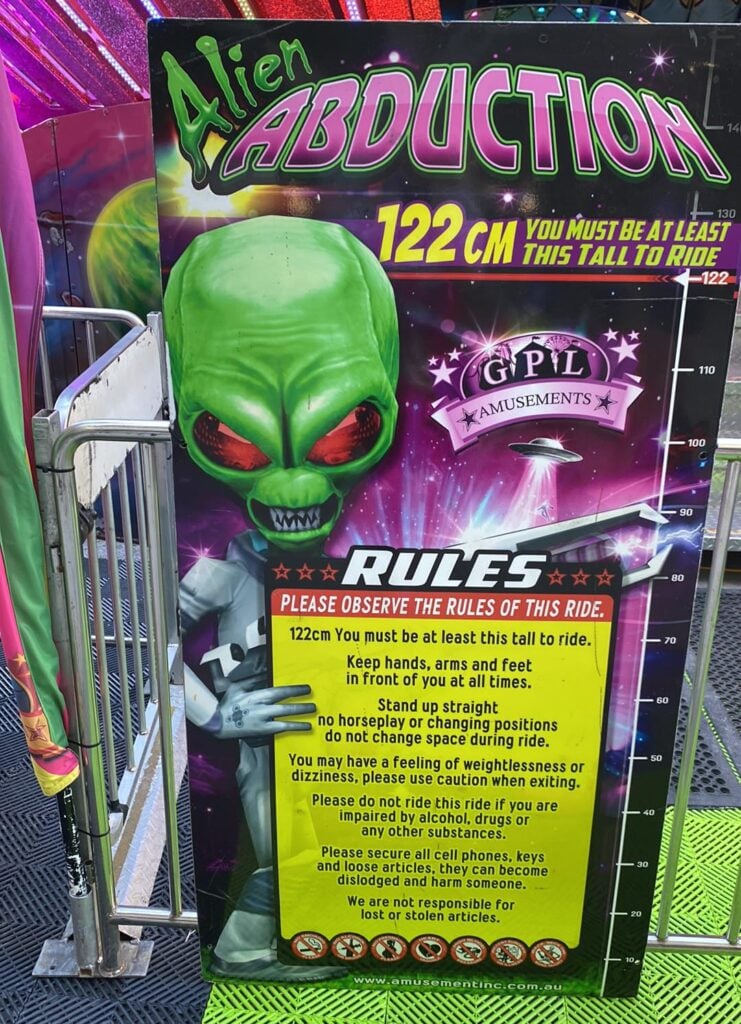 Alien
ABDUCTION
122 CM YOU MUST BE AT LEAST
THIS TALL TO RIDE
130
122
110
100
90
80
70
60
50
40
30
20
10
GPL
AMUSEMENTS
RULES
PLEASE OBSERVE THE RULES OF THIS RIDE.
122cm You must be at least this tall to ride.
Keep hands, arms and feet
in front of you at all times.
Stand up straight
no horseplay or changing positions
do not change space during ride.
You may have a feeling of weightlessness or
dizziness, please use caution when exiting.
Please do not ride this ride if you are
impaired by alcohol, drugs or
any other substances.
Please secure all cell phones, keys
and loose articles, they can become
dislodged and harm someone.
We are not responsible for
lost or stolen articles.
www.amusementinc.com.au